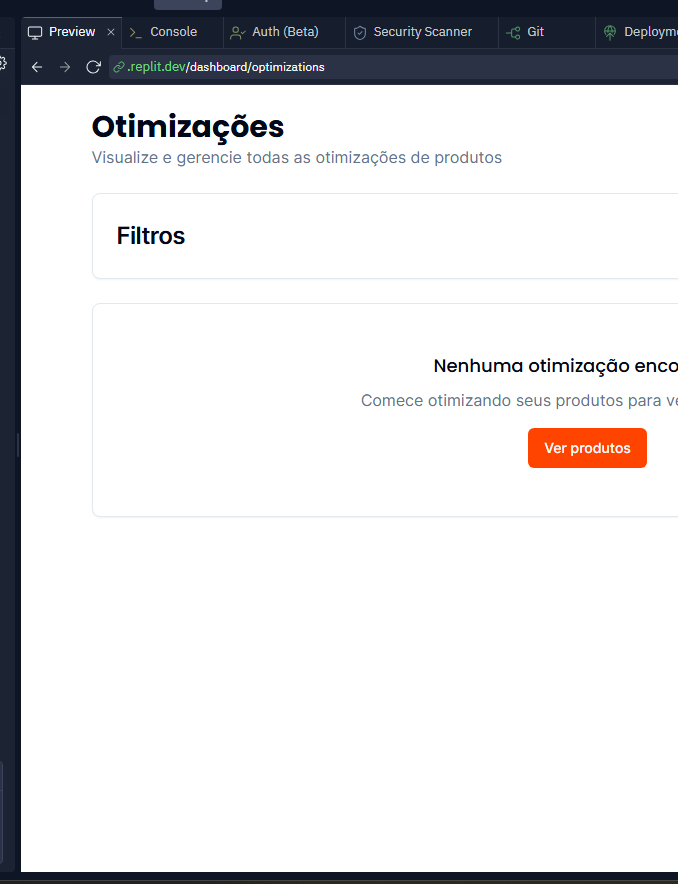 Preview × Console Auth (Beta) Security Scanner Git Deployme
.replit.dev/dashboard/optimizations
Otimizações
Visualize e gerencie todas as otimizações de produtos
Filtros
Nenhuma otimização enco
Comece otimizando seus produtos para ve
Ver produtos